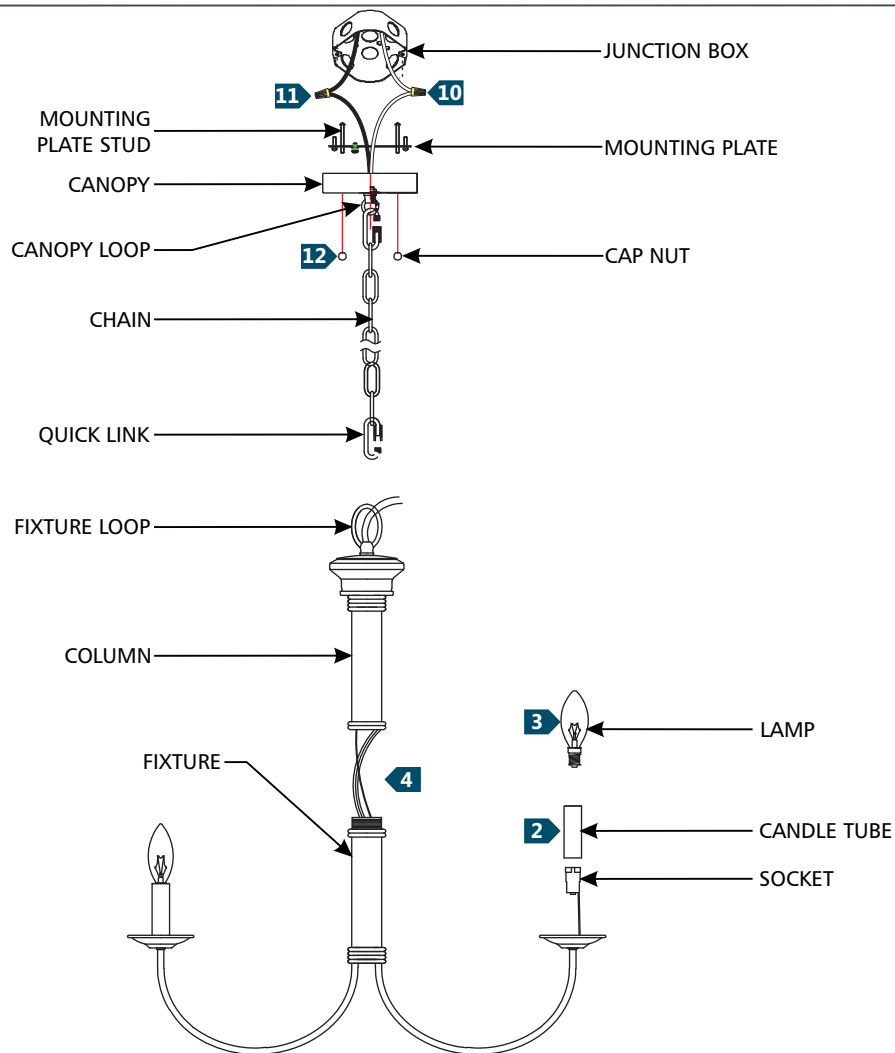 JUNCTION BOX
11
10
MOUNTING
PLATE STUD
MOUNTING PLATE
CANOPY
CANOPY LOOP
12
CAP NUT
CHAIN
QUICK LINK
FIXTURE LOOP
COLUMN
3
LAMP
FIXTURE
4
2
CANDLE TUBE
SOCKET